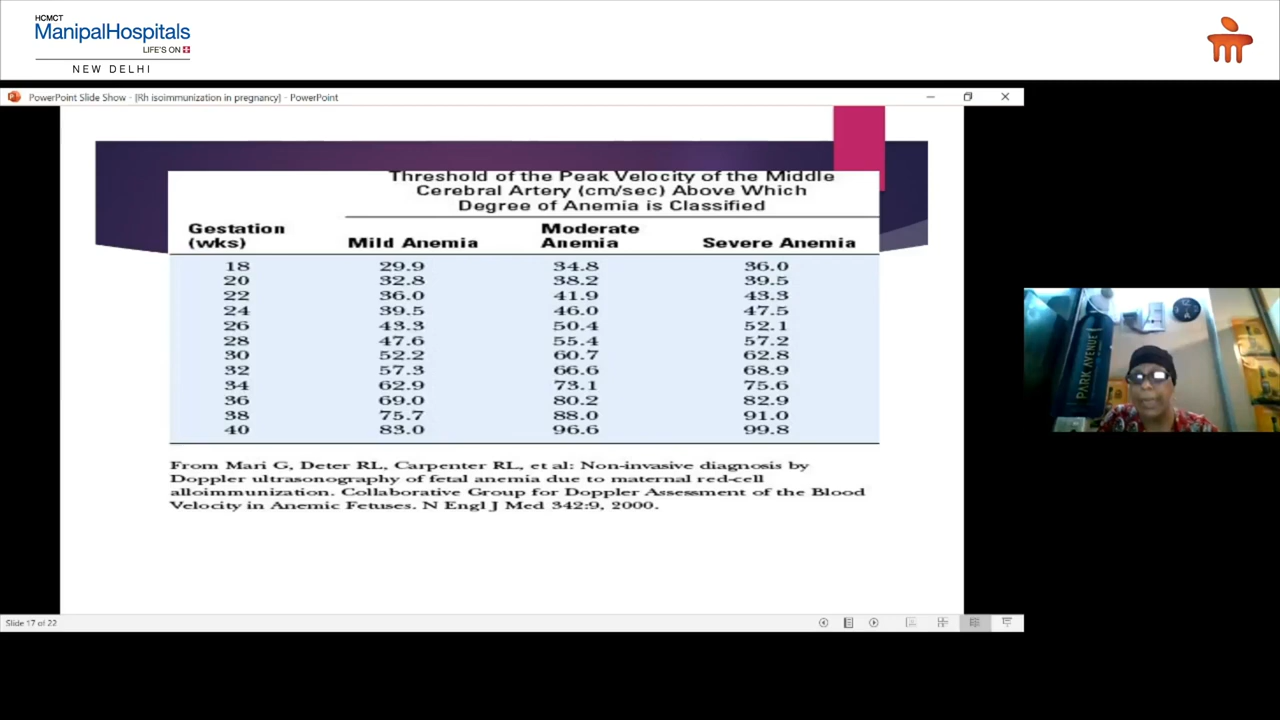 HCMCT
ManipalHospitals
LIFE'S ON
NEW DELHI
PowerPoint Slide Show - [Rh isoimmunization in pregnancy] - PowerPoint
Threshold of the Peak Velocity of the Middle
Cerebral Artery (cm/sec) Above Which
Degree of Anemia is Classified
Gestation (wks) Mild Anemia Moderate Anemia Severe Anemia
18 29.9 34.8 36.0
20 32.8 38.2 39.5
22 36.0 41.9 43.3
24 39.5 46.0 47.5
26 43.3 50.4 52.1
28 47.6 55.4 57.2
30 52.2 60.7 62.8
32 57.3 66.6 68.9
34 62.9 73.1 75.6
36 69.0 80.2 82.9
38 75.7 88.0 91.0
40 83.0 96.6 99.8
From Mari G, Deter RL, Carpenter RL, et al: Non-invasive diagnosis by
Doppler ultrasonography of fetal anemia due to maternal red-cell
alloimmunization. Collaborative Group for Doppler Assessment of the Blood
Velocity in Anemic Fetuses. N Engl J Med 342:9, 2000.
PARK AVENUE
Slide 17 of 22